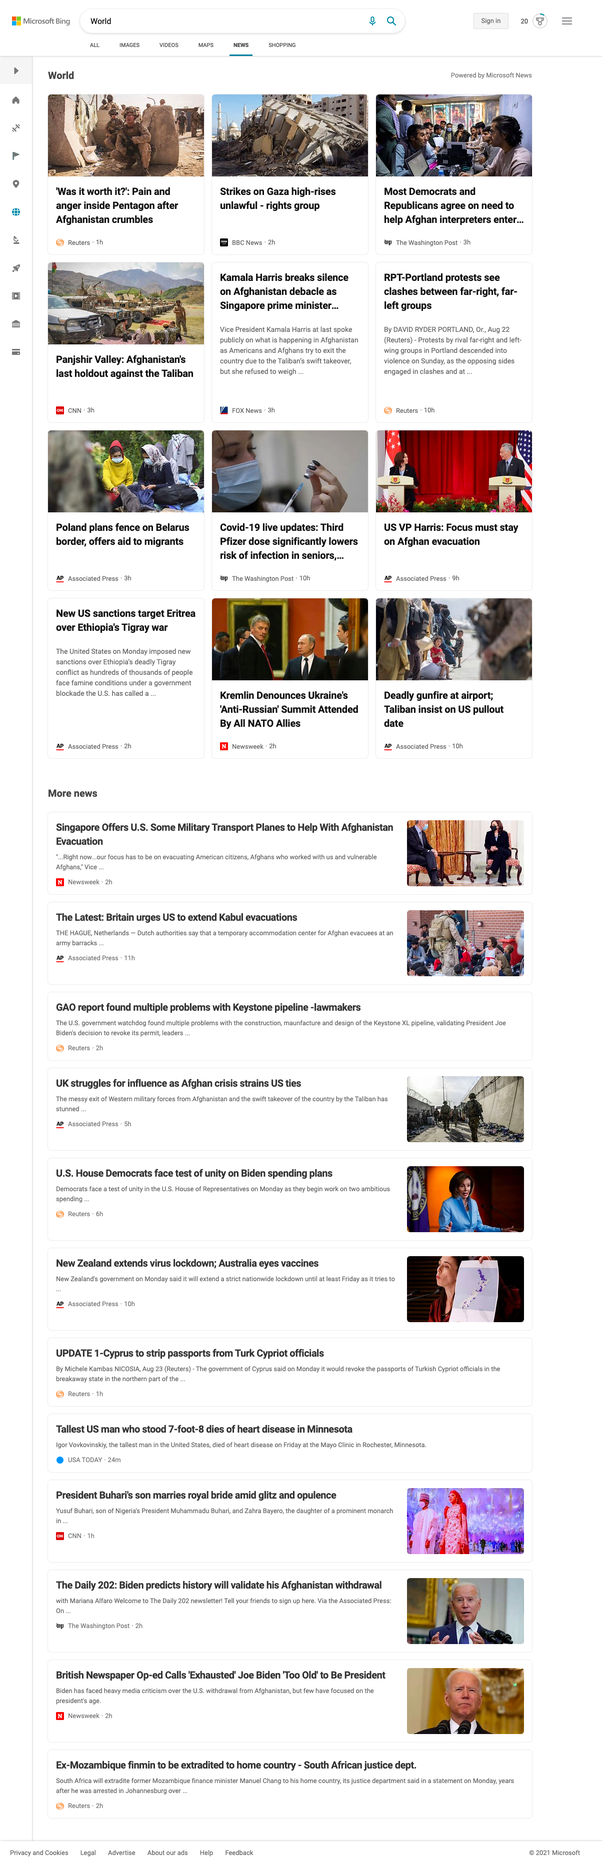 Microsoft Bing
World
Sign in
20
ALL
IMAGES
VIDEOS
MAPS
NEWS
SHOPPING
World
Powered by Microsoft News
'Was it worth it?': Pain and
anger inside Pentagon after
Afghanistan crumbles
Reuters · 1h
Strikes on Gaza high-rises
unlawful - rights group
BBC News · 2h
Most Democrats and
Republicans agree on need to
help Afghan interpreters enter...
wp The Washington Post · 3h
Panjshir Valley: Afghanistan's
last holdout against the Taliban
CNN CNN · 3h
Kamala Harris breaks silence
on Afghanistan debacle as
Singapore prime minister...
Vice President Kamala Harris at last spoke
publicly on what is happening in Afghanistan
as Americans and Afghans try to exit the
country due to the Taliban's swift takeover,
but she refused to weigh ...
FOX News · 3h
RPT-Portland protests see
clashes between far-right, far-
left groups
By DAVID RYDER PORTLAND, Or., Aug 22
(Reuters) - Protests by rival far-right and left-
wing groups in Portland descended into
violence on Sunday, as the opposing sides
engaged in clashes and at ...
Reuters · 10h
Poland plans fence on Belarus
border, offers aid to migrants
AP Associated Press · 3h
Covid-19 live updates: Third
Pfizer dose significantly lowers
risk of infection in seniors,...
wp The Washington Post · 10h
US VP Harris: Focus must stay
on Afghan evacuation
AP Associated Press · 9h
New US sanctions target Eritrea
over Ethiopia's Tigray war
The United States on Monday imposed new
sanctions over Ethiopia's deadly Tigray
conflict as hundreds of thousands of people
face famine conditions under a government
blockade the U.S. has called a ...
AP Associated Press · 2h
Kremlin Denounces Ukraine's
'Anti-Russian' Summit Attended
By All NATO Allies
N Newsweek · 2h
Deadly gunfire at airport;
Taliban insist on US pullout
date
AP Associated Press · 10h
More news
Singapore Offers U.S. Some Military Transport Planes to Help With Afghanistan
Evacuation
"...Right now...our focus has to be on evacuating American citizens, Afghans who worked with us and vulnerable
Afghans," Vice ...
N Newsweek · 2h
The Latest: Britain urges US to extend Kabul evacuations
THE HAGUE, Netherlands — Dutch authorities say that a temporary accommodation center for Afghan evacuees at an
army barracks ...
AP Associated Press · 11h
GAO report found multiple problems with Keystone pipeline -lawmakers
The U.S. government watchdog found multiple problems with the construction, maunfacture and design of the Keystone XL pipeline, validating President Joe
Biden's decision to revoke its permit, leaders ...
Reuters · 2h
UK struggles for influence as Afghan crisis strains US ties
The messy exit of Western military forces from Afghanistan and the swift takeover of the country by the Taliban has
stunned ...
AP Associated Press · 5h
U.S. House Democrats face test of unity on Biden spending plans
Democrats face a test of unity in the U.S. House of Representatives on Monday as they begin work on two ambitious
spending ...
Reuters · 6h
New Zealand extends virus lockdown; Australia eyes vaccines
New Zealand's government on Monday said it will extend a strict nationwide lockdown until at least Friday as it tries to
...
AP Associated Press · 10h
UPDATE 1-Cyprus to strip passports from Turk Cypriot officials
By Michele Kambas NICOSIA, Aug 23 (Reuters) - The government of Cyprus said on Monday it would revoke the passports of Turkish Cypriot officials in the
breakaway state in the northern part of the ...
Reuters · 1h
Tallest US man who stood 7-foot-8 dies of heart disease in Minnesota
Igor Vovkovinskiy, the tallest man in the United States, died of heart disease on Friday at the Mayo Clinic in Rochester, Minnesota.
USA TODAY · 24m
President Buhari's son marries royal bride amid glitz and opulence
Yusuf Buhari, son of Nigeria's President Muhammadu Buhari, and Zahra Bayero, the daughter of a prominent monarch
in ...
CNN CNN · 1h
The Daily 202: Biden predicts history will validate his Afghanistan withdrawal
with Mariana Alfaro Welcome to The Daily 202 newsletter! Tell your friends to sign up here. Via the Associated Press:
On ...
wp The Washington Post · 2h
British Newspaper Op-ed Calls 'Exhausted' Joe Biden 'Too Old' to Be President
Biden has faced heavy media criticism over the U.S. withdrawal from Afghanistan, but few have focused on the
president's age.
N Newsweek · 2h
Ex-Mozambique finmin to be extradited to home country - South African justice dept.
South Africa will extradite former Mozambique finance minister Manuel Chang to his home country, its justice department said in a statement on Monday, years
after he was arrested in Johannesburg over ...
Reuters · 2h
Privacy and Cookies
Legal
Advertise
About our ads
Help
Feedback
© 2021 Microsoft